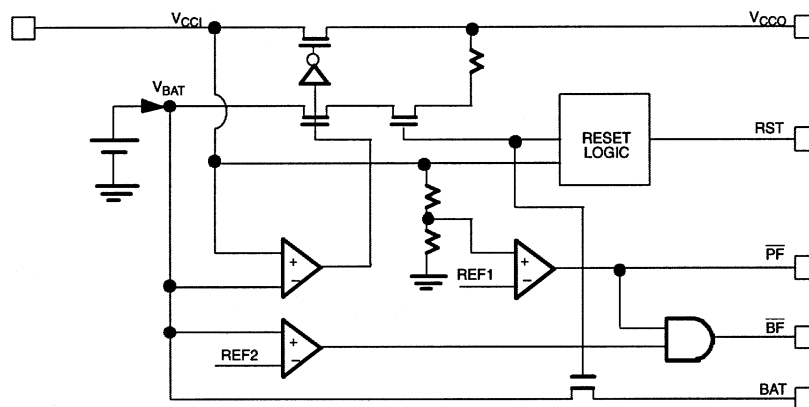 VCCI
VCCO
VBAT
RESET
LOGIC
RST
+
−
REF1
+
−
PF
REF2
+
−
BF
BAT